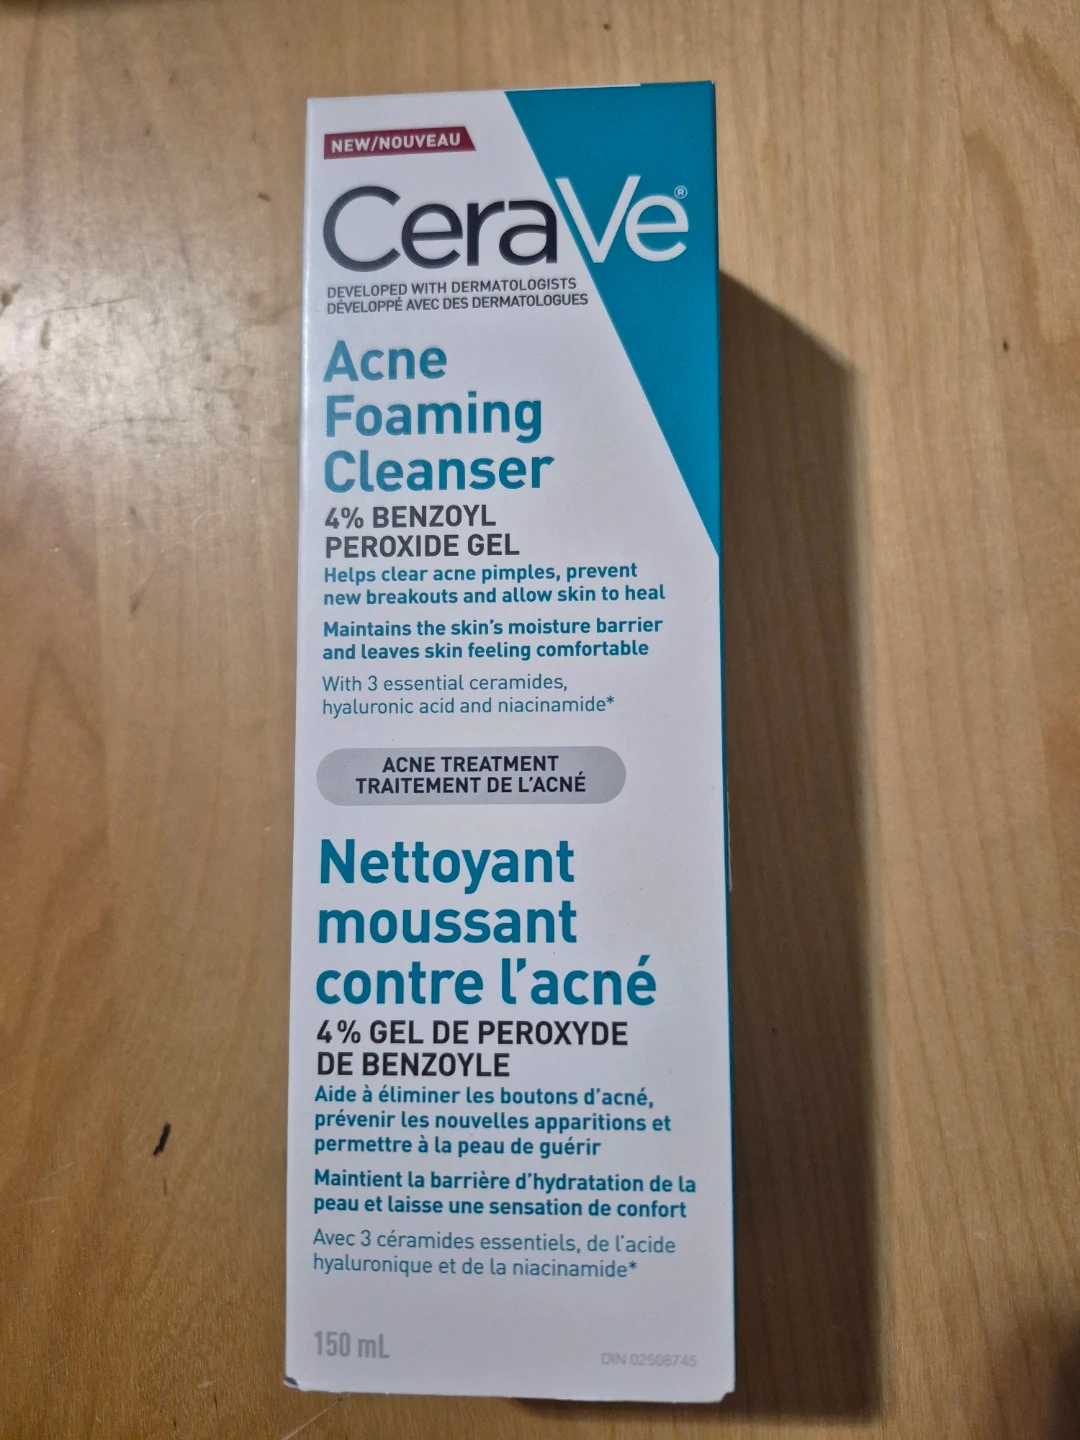 NEW/NOUVEAU
CeraVe®
DEVELOPED WITH DERMATOLOGISTS
DÉVELOPPÉ AVEC DES DERMATOLOGUES
Acne
Foaming
Cleanser
4% BENZOYL
PEROXIDE GEL
Helps clear acne pimples, prevent
new breakouts and allow skin to heal
Maintains the skin's moisture barrier
and leaves skin feeling comfortable
With 3 essential ceramides,
hyaluronic acid and niacinamide*
ACNE TREATMENT
TRAITEMENT DE L'ACNÉ
Nettoyant
moussant
contre l'acné
4% GEL DE PEROXYDE
DE BENZOYLE
Aide à éliminer les boutons d'acné,
prévenir les nouvelles apparitions et
permettre à la peau de guérir
Maintient la barrière d'hydratation de la
peau et laisse une sensation de confort
Avec 3 céramides essentiels, de l'acide
hyaluronique et de la niacinamide*
150 mL
DIN 02508745